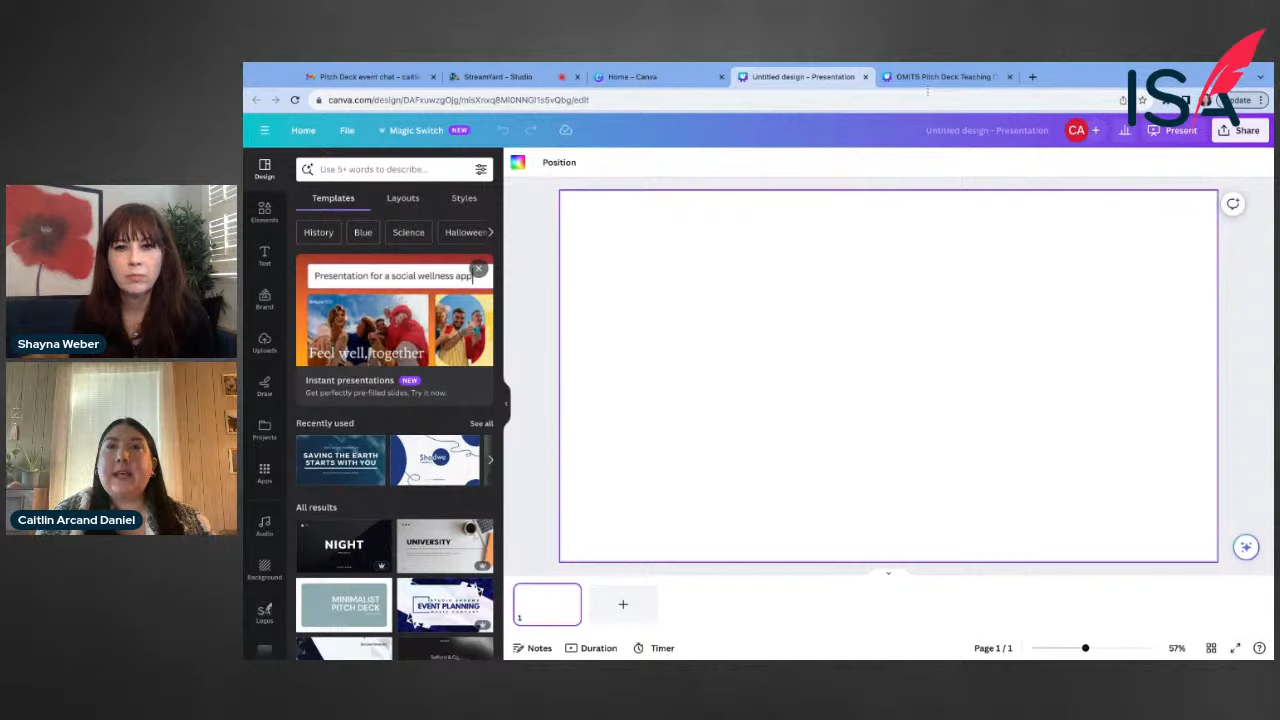 ISA
Pitch Deck event chat - caitlin
StreamYard - Studio
Home - Canva
Untitled design - Presentation
OMITB Pitch Deck Teaching
canva.com/design/DAFxuwzgOjg/misXnxq8Ml0NNGl1s5vQbg/edit
Home
File
Magic Switch
NEW
Untitled design - Presentation
CA
Present
Share
Design
Elements
Text
Brand
Uploads
Draw
Projects
Apps
Audio
Background
Logos
Use 5+ words to describe...
Templates
Layouts
Styles
History
Blue
Science
Halloween
Presentation for a social wellness app
Feel well, together
Instant presentations NEW
Get perfectly pre-filled slides. Try it now.
Recently used
See all
SAVING THE EARTH
STARTS WITH YOU
Shodwe
All results
NIGHT
UNIVERSITY
MINIMALIST
PITCH DECK
EVENT PLANNING
Position
1
Notes
Duration
Timer
Page 1 / 1
57%
Shayna Weber
Caitlin Arcand Daniel